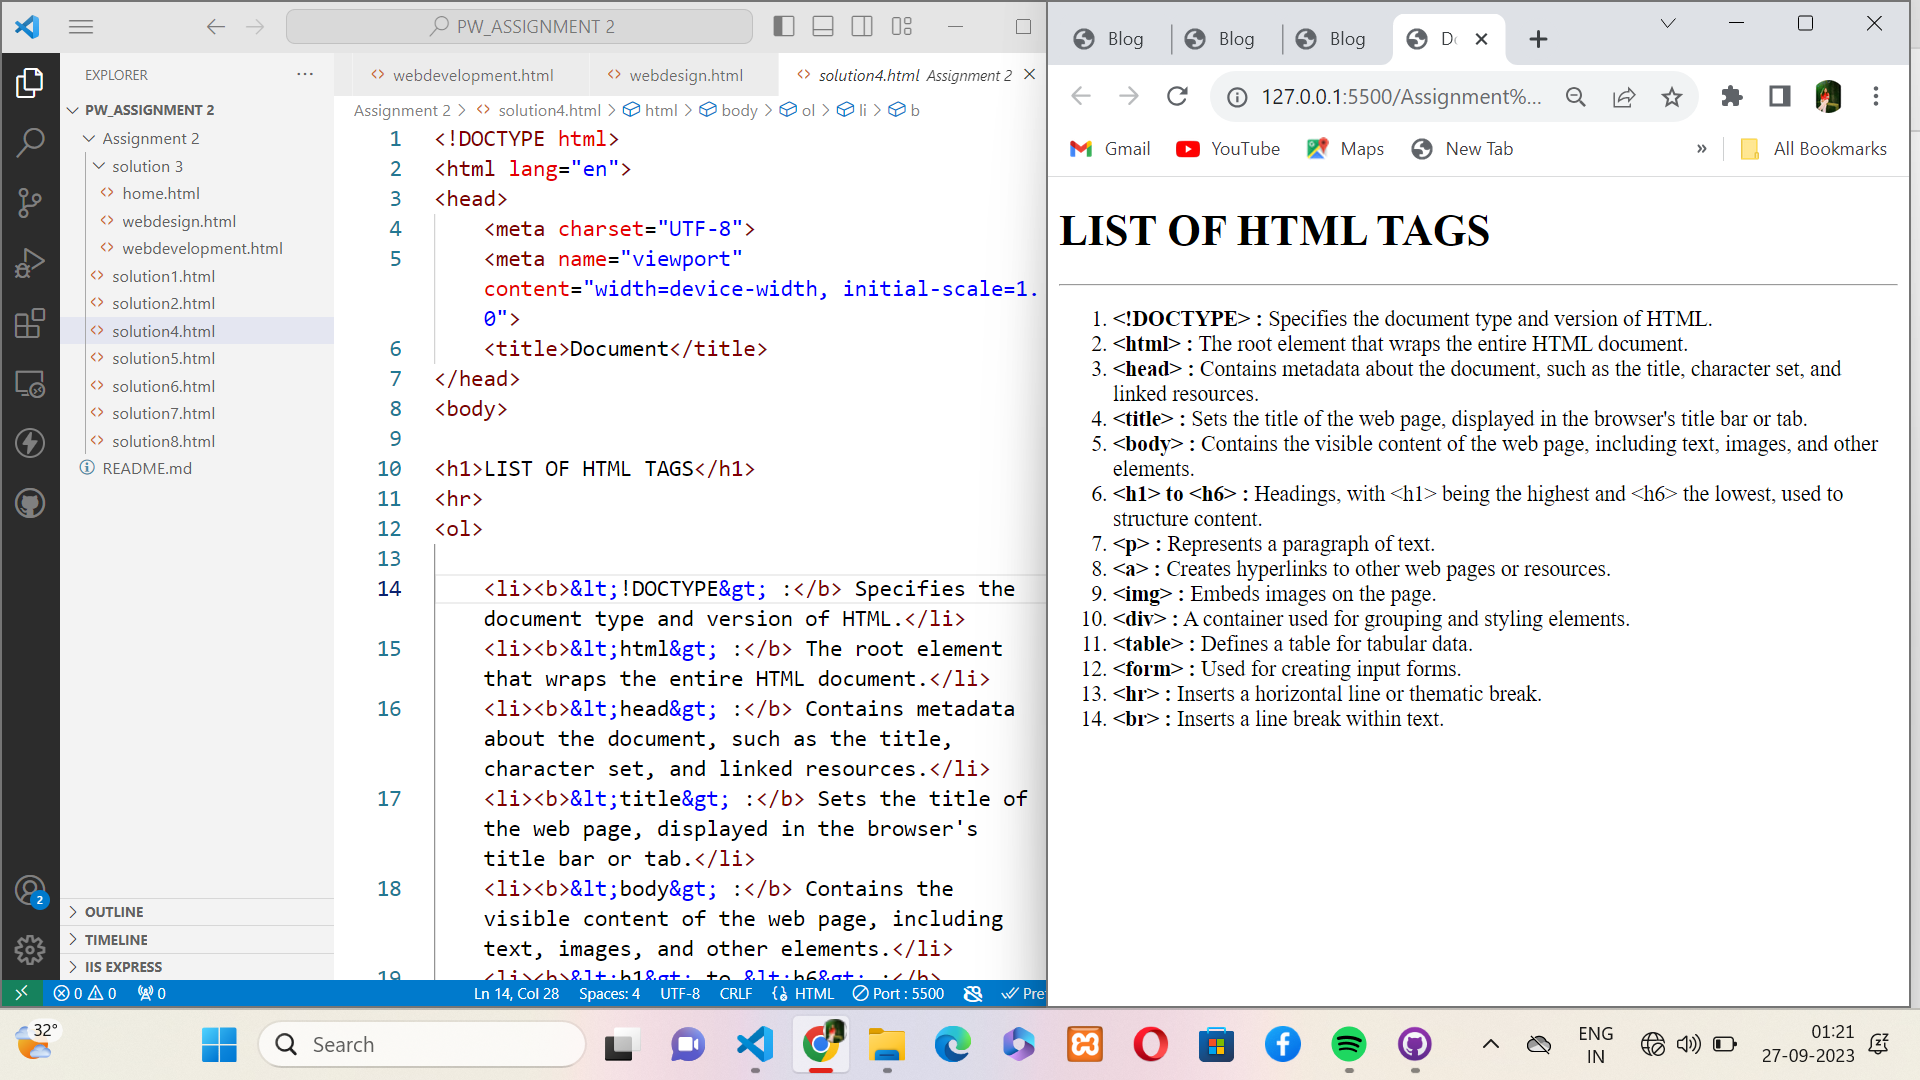 PW_ASSIGNMENT 2
EXPLORER
PW_ASSIGNMENT 2
Assignment 2
solution 3
home.html
webdesign.html
webdevelopment.html
solution1.html
solution2.html
solution4.html
solution5.html
solution6.html
solution7.html
solution8.html
README.md
OUTLINE
TIMELINE
IIS EXPRESS
2
webdevelopment.html webdesign.html solution4.html Assignment 2
Assignment 2 > solution4.html > html > body > ol > li > b
1 <!DOCTYPE html>
2 <html lang="en">
3 <head>
4 <meta charset="UTF-8">
5 <meta name="viewport"
content="width=device-width, initial-scale=1.
0">
6 <title>Document</title>
7 </head>
8 <body>
9
10 <h1>LIST OF HTML TAGS</h1>
11 <hr>
12 <ol>
13
14 <li><b>&lt;!DOCTYPE&gt; :</b> Specifies the
document type and version of HTML.</li>
15 <li><b>&lt;html&gt; :</b> The root element
that wraps the entire HTML document.</li>
16 <li><b>&lt;head&gt; :</b> Contains metadata
about the document, such as the title,
character set, and linked resources.</li>
17 <li><b>&lt;title&gt; :</b> Sets the title of
the web page, displayed in the browser's
title bar or tab.</li>
18 <li><b>&lt;body&gt; :</b> Contains the
visible content of the web page, including
text, images, and other elements.</li>
19 <li><b>&lt;h1&gt; to &lt;h6&gt; :</b>
0 0 0 Ln 14, Col 28 Spaces: 4 UTF-8 CRLF HTML Port : 5500 Pre
Blog Blog Blog Do
127.0.0.1:5500/Assignment%...
Gmail YouTube Maps New Tab » All Bookmarks
LIST OF HTML TAGS
1. <!DOCTYPE> : Specifies the document type and version of HTML.
2. <html> : The root element that wraps the entire HTML document.
3. <head> : Contains metadata about the document, such as the title, character set, and
linked resources.
4. <title> : Sets the title of the web page, displayed in the browser's title bar or tab.
5. <body> : Contains the visible content of the web page, including text, images, and other
elements.
6. <h1> to <h6> : Headings, with <h1> being the highest and <h6> the lowest, used to
structure content.
7. <p> : Represents a paragraph of text.
8. <a> : Creates hyperlinks to other web pages or resources.
9. <img> : Embeds images on the page.
10. <div> : A container used for grouping and styling elements.
11. <table> : Defines a table for tabular data.
12. <form> : Used for creating input forms.
13. <hr> : Inserts a horizontal line or thematic break.
14. <br> : Inserts a line break within text.
32°
Search
ENG
IN
01:21
27-09-2023